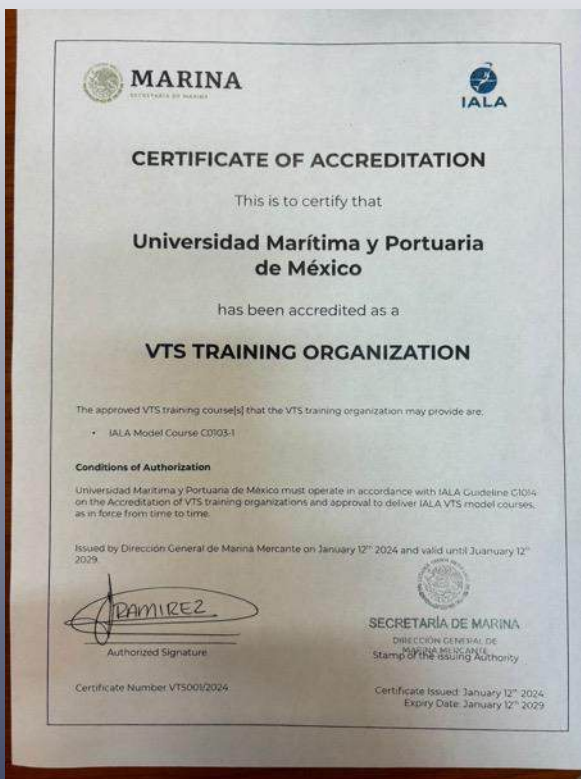 MARINA
SECRETARÍA DE MARINA
IALA
CERTIFICATE OF ACCREDITATION
This is to certify that
Universidad Marítima y Portuaria
de México
has been accredited as a
VTS TRAINING ORGANIZATION
The approved VTS training course[s] that the VTS training organization may provide are:
• IALA Model Course C0103-1
Conditions of Authorization
Universidad Marítima y Portuaria de México must operate in accordance with IALA Guideline G1014
on the Accreditation of VTS training organizations and approval to deliver IALA VTS model courses,
as in force from time to time.
Issued by Dirección General de Marina Mercante on January 12th 2024 and valid until Juanuary 12th
2029.
RAMIREZ
Authorized Signature
SECRETARÍA DE MARINA
DIRECCIÓN GENERAL DE
MARINA MERCANTE
Stamp of the issuing Authority
Certificate Number VTS001/2024
Certificate Issued: January 12th 2024
Expiry Date: January 12th 2029